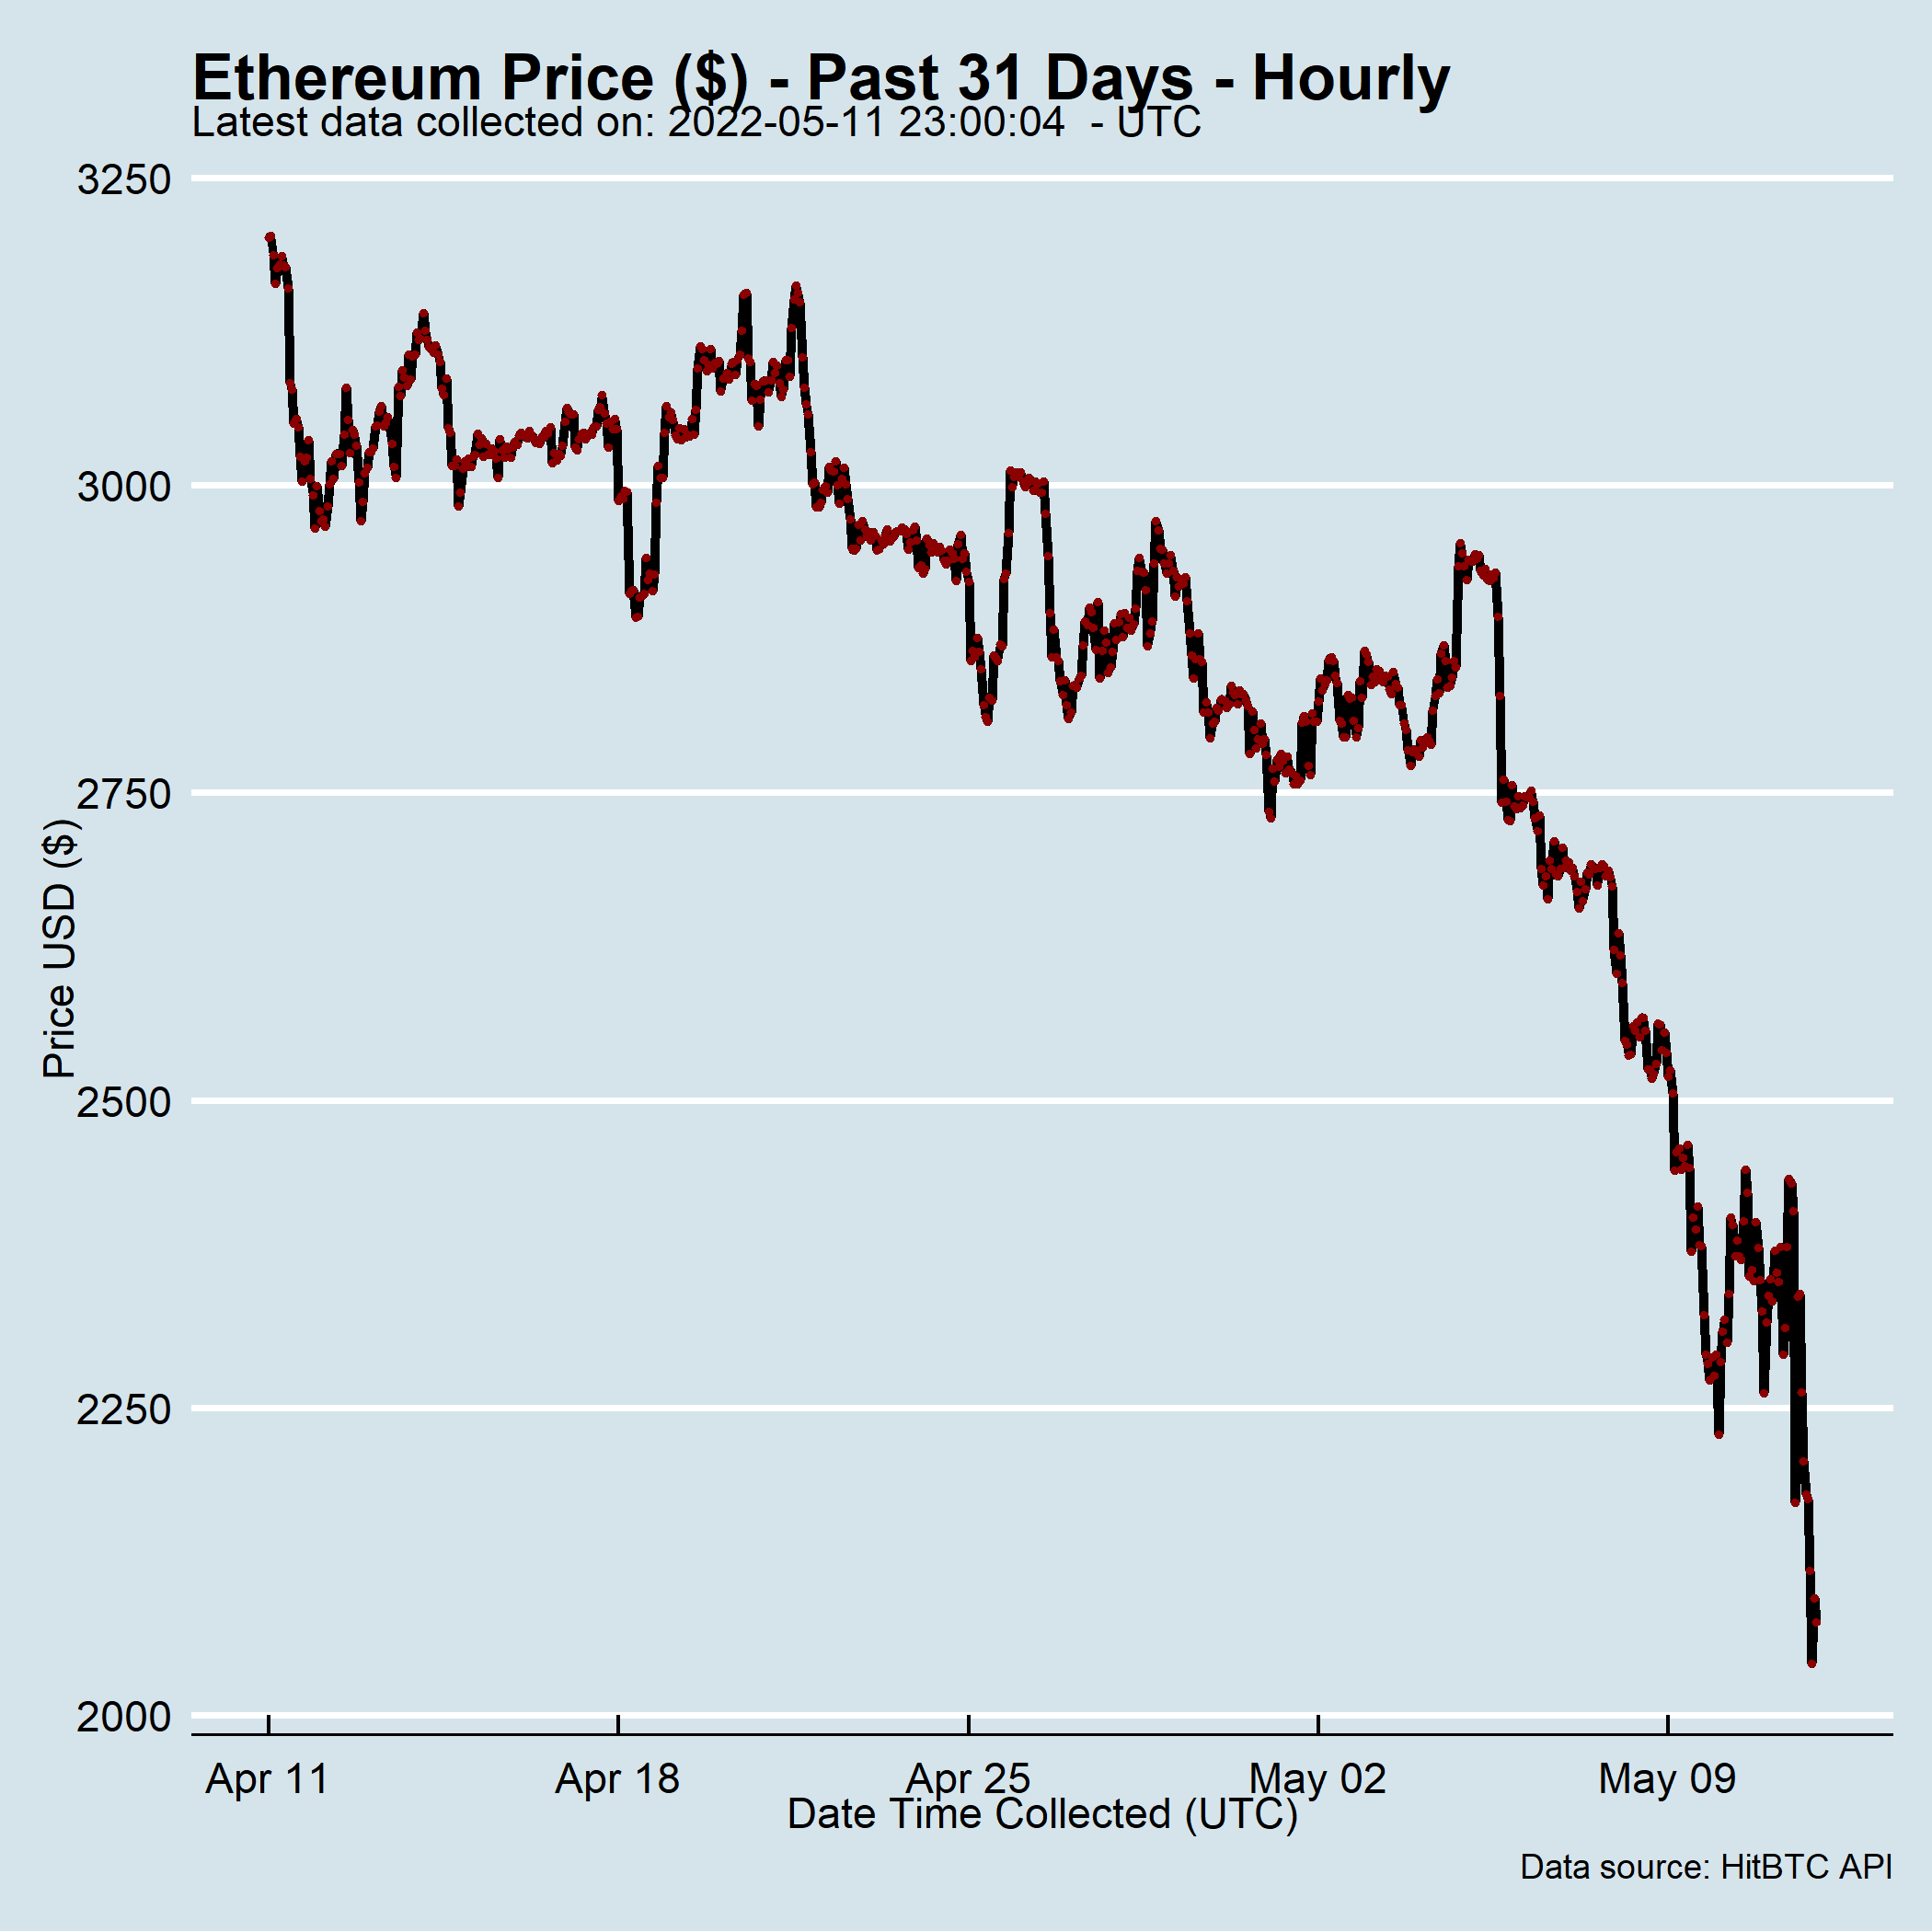 Ethereum Price ($) - Past 31 Days - Hourly
Latest data collected on: 2022-05-11 23:00:04  - UTC
3250
3000
2750
2500
2250
2000
Price USD ($)
Apr 11 Apr 18 Apr 25 May 02 May 09
Date Time Collected (UTC)
Data source: HitBTC API